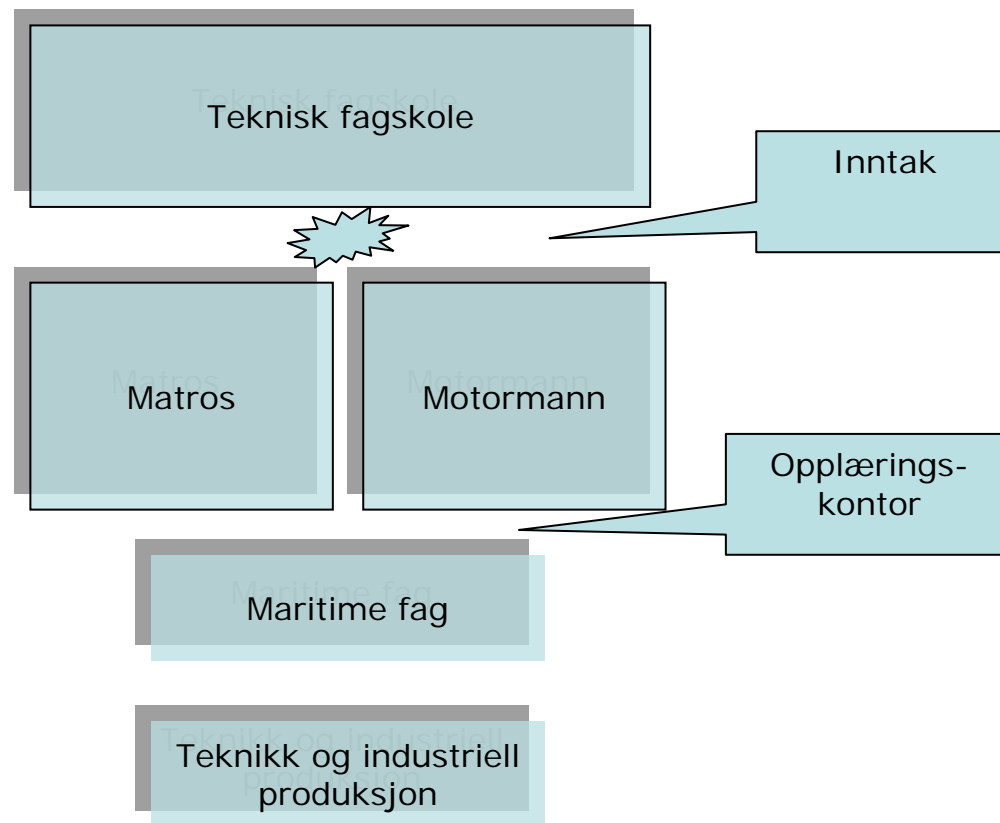 Teknisk fagskole
Inntak
Matros
Motormann
Opplærings-
kontor
Maritime fag
Teknikk og industriell
produksjon